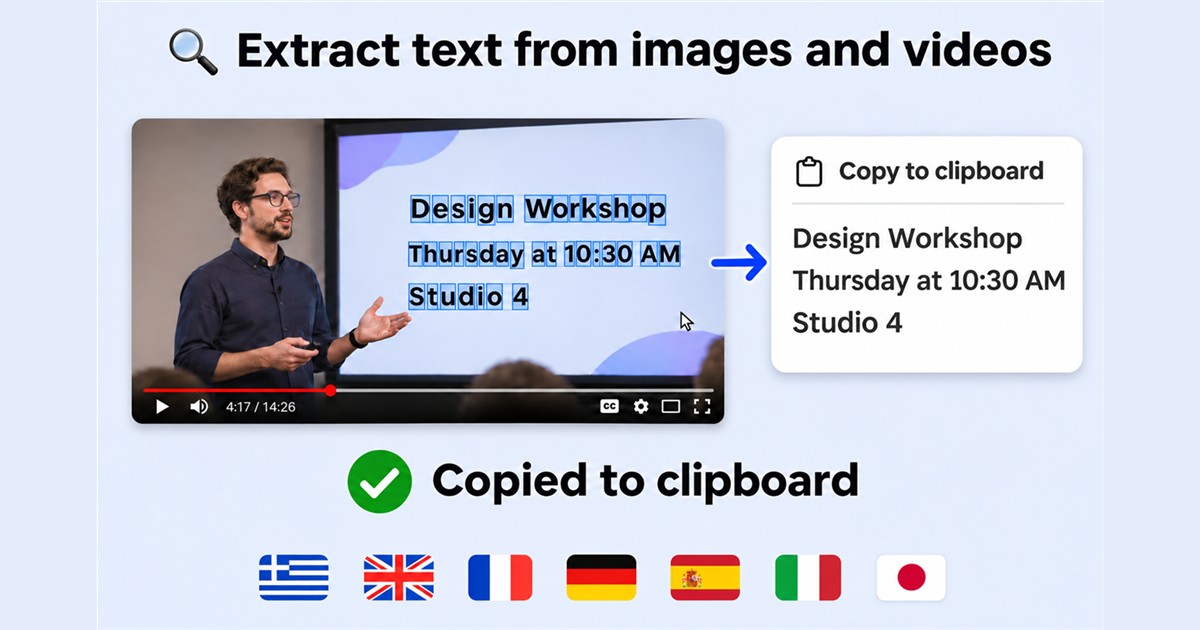 Extract text from images and videos
Design Workshop
Thursday at 10:30 AM
Studio 4
4:17 / 14:26
CC
Copy to clipboard
Design Workshop
Thursday at 10:30 AM
Studio 4
Copied to clipboard